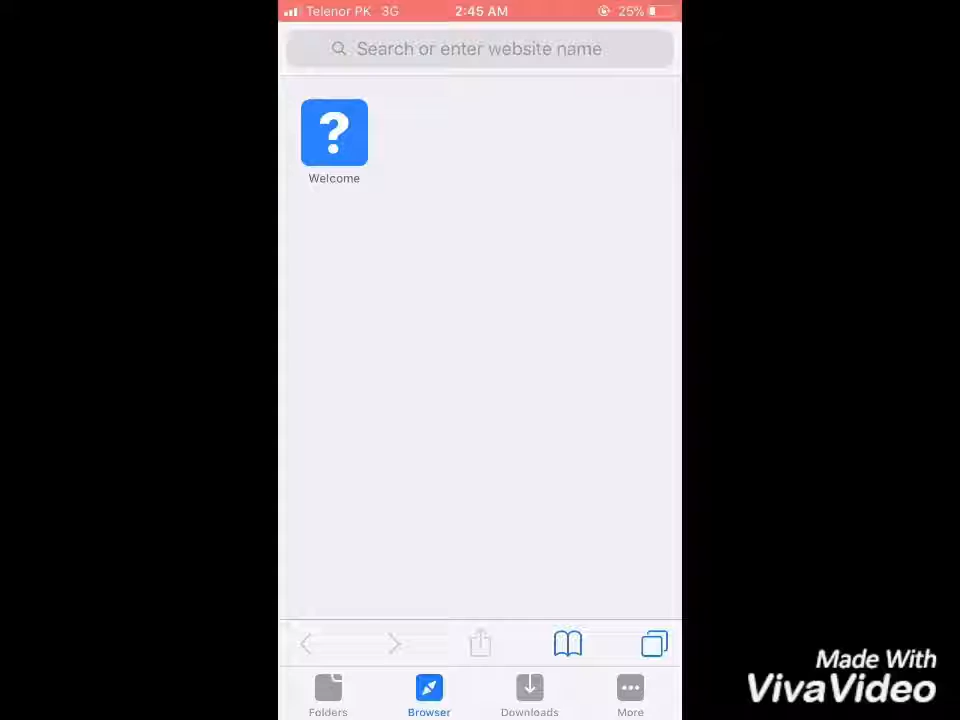 Telenor PK 3G 2:45 AM 25%
Search or enter website name
?
Welcome
Folders Browser Downloads More
Made With
VivaVideo